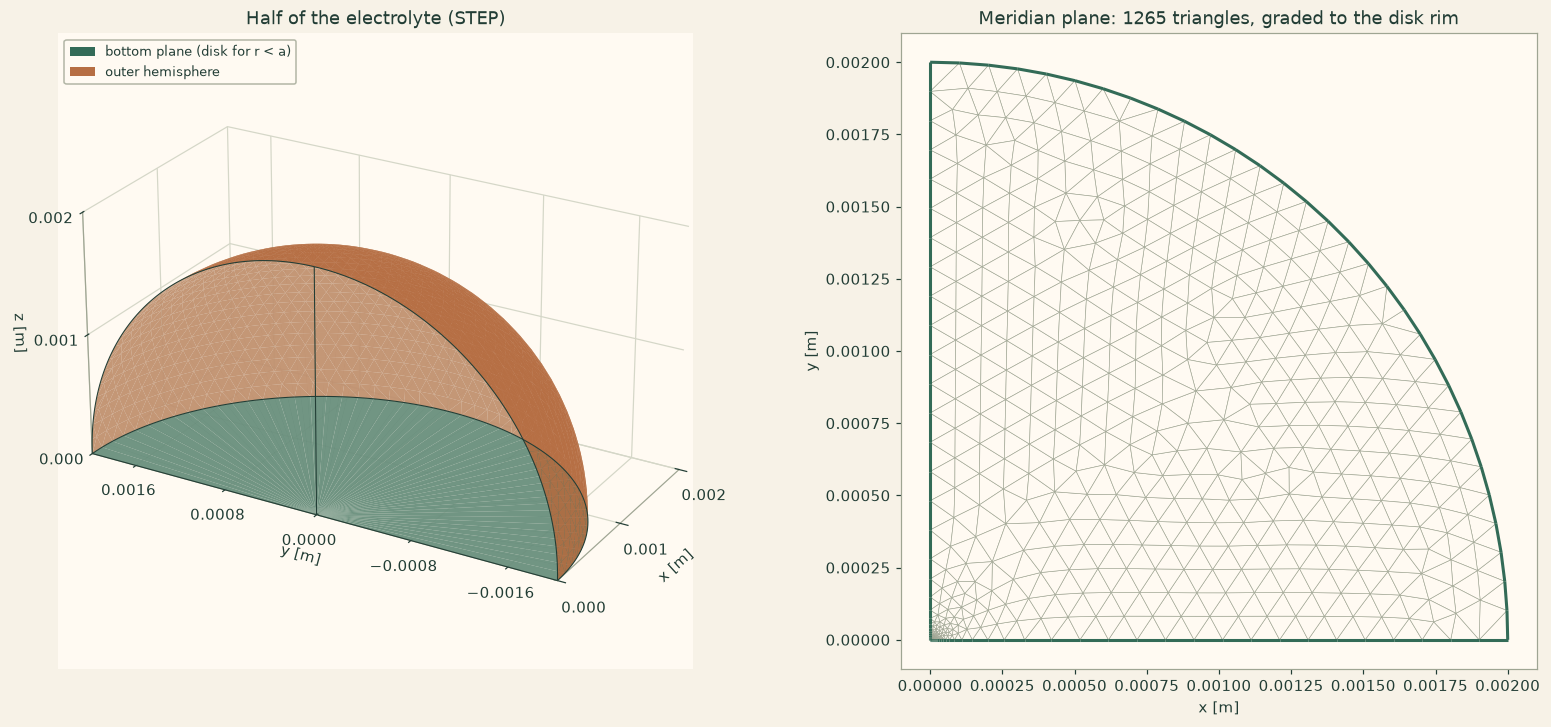 Half of the electrolyte (STEP)
bottom plane (disk for r < a)
outer hemisphere
0.002
0.001
0.000
z [m]
0.0016
0.0008
0.0000
−0.0008
−0.0016
y [m]
0.000
0.001
0.002
x [m]
Meridian plane: 1265 triangles, graded to the disk rim
0.00200
0.00175
0.00150
0.00125
0.00100
0.00075
0.00050
0.00025
0.00000
y [m]
0.00000 0.00025 0.00050 0.00075 0.00100 0.00125 0.00150 0.00175 0.00200
x [m]